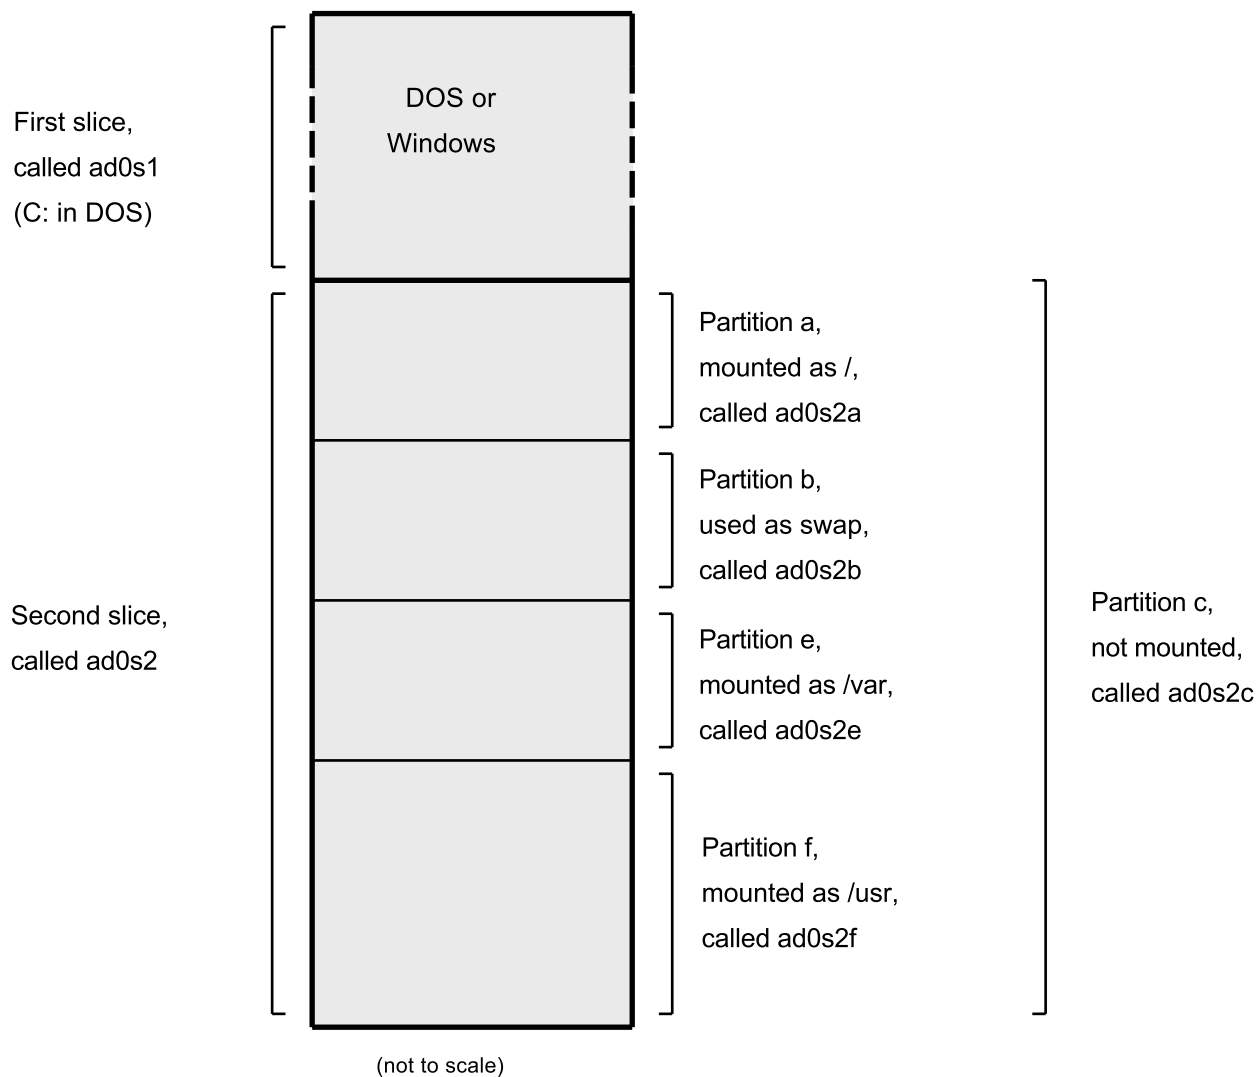 DOS or
Windows
First slice,
called ad0s1
(C: in DOS)
Partition a,
mounted as /,
called ad0s2a
Partition b,
used as swap,
called ad0s2b
Second slice,
called ad0s2
Partition c,
not mounted,
called ad0s2c
Partition e,
mounted as /var,
called ad0s2e
Partition f,
mounted as /usr,
called ad0s2f
(not to scale)